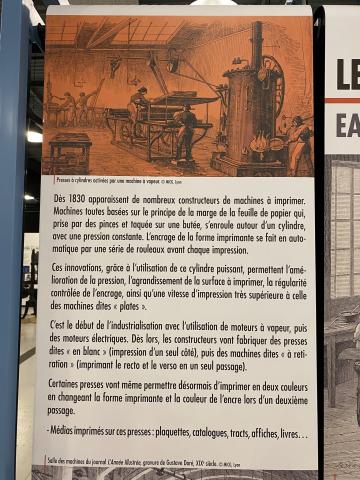 LE
EA
Presses à cylindres activées par une machine à vapeur. © MICG, Lyon
Dès 1830 apparaissent de nombreux constructeurs de machines à imprimer.
Machines toutes basées sur le principe de la marge de la feuille de papier qui,
prise par des pinces et taquée sur une butée, s'enroule autour d'un cylindre,
avec une pression constante. L'encrage de la forme imprimante se fait en auto-
matique par une série de rouleaux avant chaque impression.
Ces innovations, grâce à l'utilisation de ce cylindre puissant, permettent l'amé-
lioration de la pression, l'agrandissement de la surface à imprimer, la régularité
contrôlée de l'encrage, ainsi qu'une vitesse d'impression très supérieure à celle
des machines dites « plates ».
C'est le début de l'industrialisation avec l'utilisation de moteurs à vapeur, puis
des moteurs électriques. Dès lors, les constructeurs vont fabriquer des presses
dites « en blanc » (impression d'un seul côté), puis des machines dites « à reti-
ration » (imprimant le recto et le verso en un seul passage).
Certaines presses vont même permettre désormais d'imprimer en deux couleurs
en changeant la forme imprimante et la couleur de l'encre lors d'un deuxième
passage.
- Médias imprimés sur ces presses : plaquettes, catalogues, tracts, affiches, livres...
Salle des machines du journal L'Année Illustrée, gravure de Gustave Doré, XIXe siècle. © MICG, Lyon